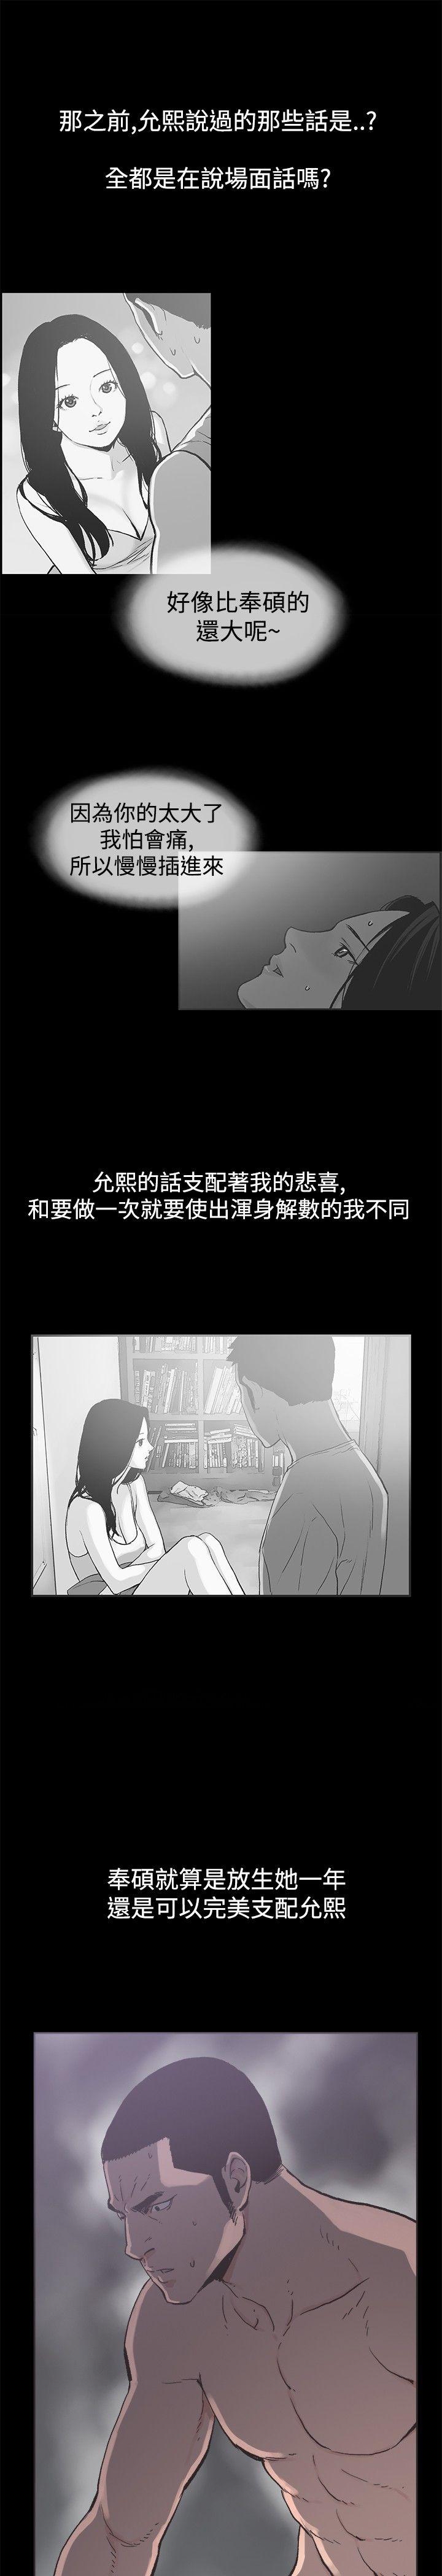 那之前,允熙說過的那些話是..?
全都是在說場面話嗎?
好像比奉碩的
還大呢~
因為你的太大了
我怕會痛,
所以慢慢插進來
允熙的話支配著我的悲喜,
和要做一次就要使出渾身解數的我不同
奉碩就算是放生她一年
還是可以完美支配允熙